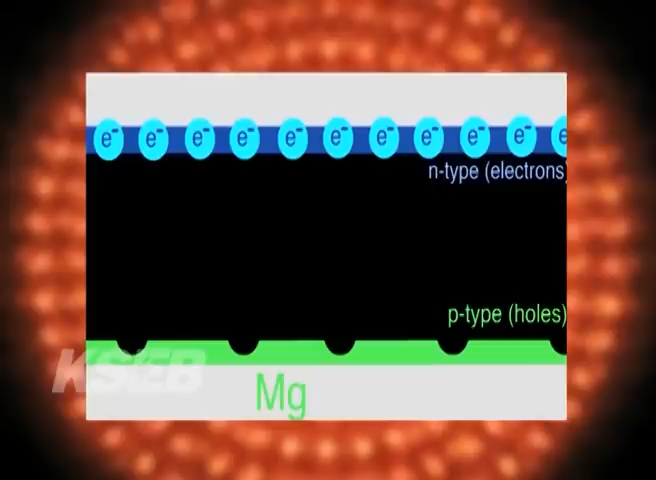 e⁻ e⁻ e⁻ e⁻ e⁻ e⁻ e⁻ e⁻ e⁻ e⁻ e
n-type (electrons)
p-type (holes)
KSEB
Mg